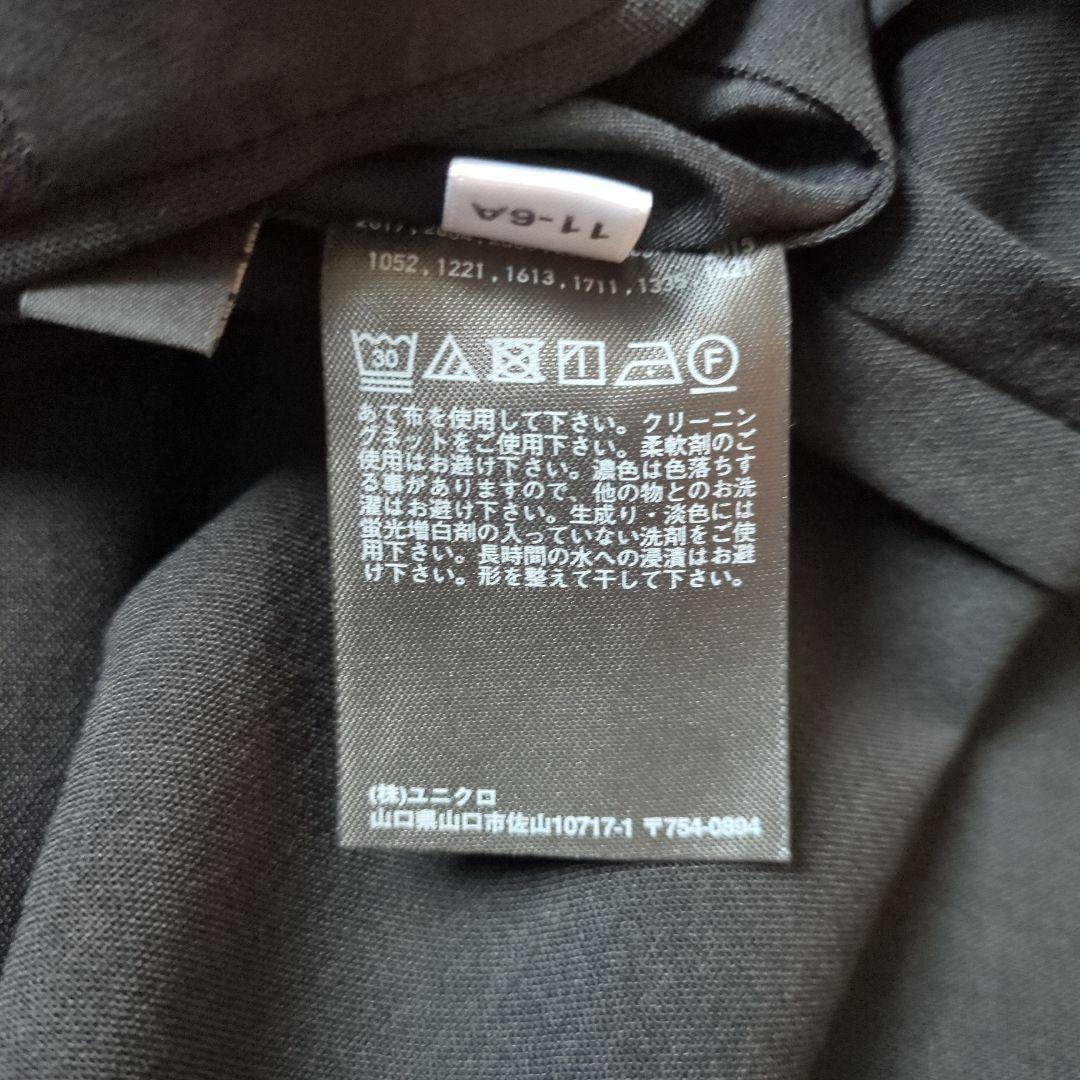 11-6A
1052,1221,1613,1711,
30
F
あて布を使用して下さい。クリーニン
グネットをご使用下さい。柔軟剤のご
使用はお避け下さい。濃色は色落ちす
る事がありますので、他の物とのお洗
濯はお避け下さい。生成り・淡色には
蛍光増白剤の入っていない洗剤をご使
用下さい。長時間の水への浸漬はお避
け下さい。形を整えて干して下さい。
(株)ユニクロ
山口県山口市佐山10717-1 〒754-0894